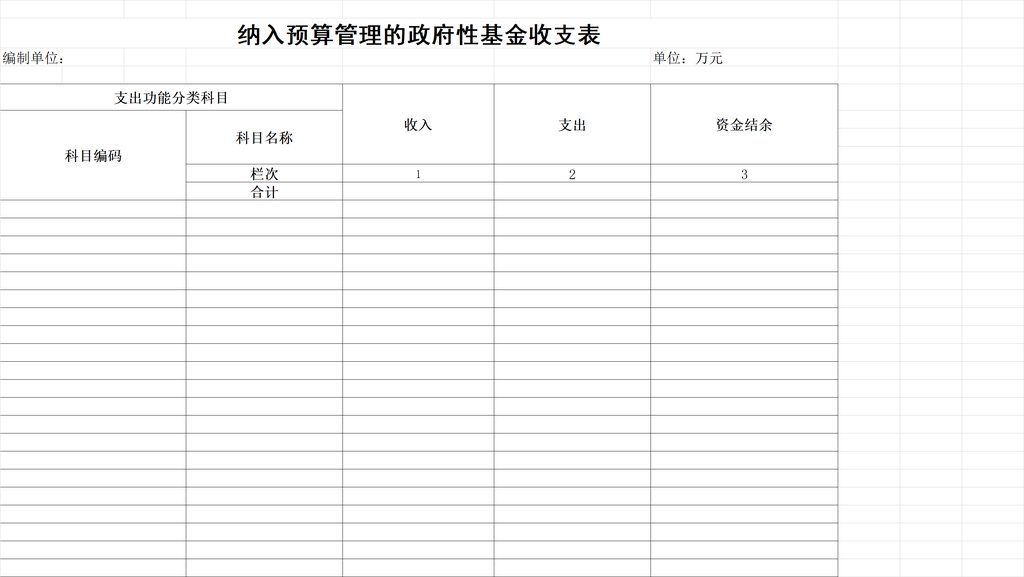 纳入预算管理的政府性基金收支表
编制单位： 单位：万元
支出功能分类科目 收入 支出 资金结余
科目编码 科目名称
栏次 1 2 3
合计